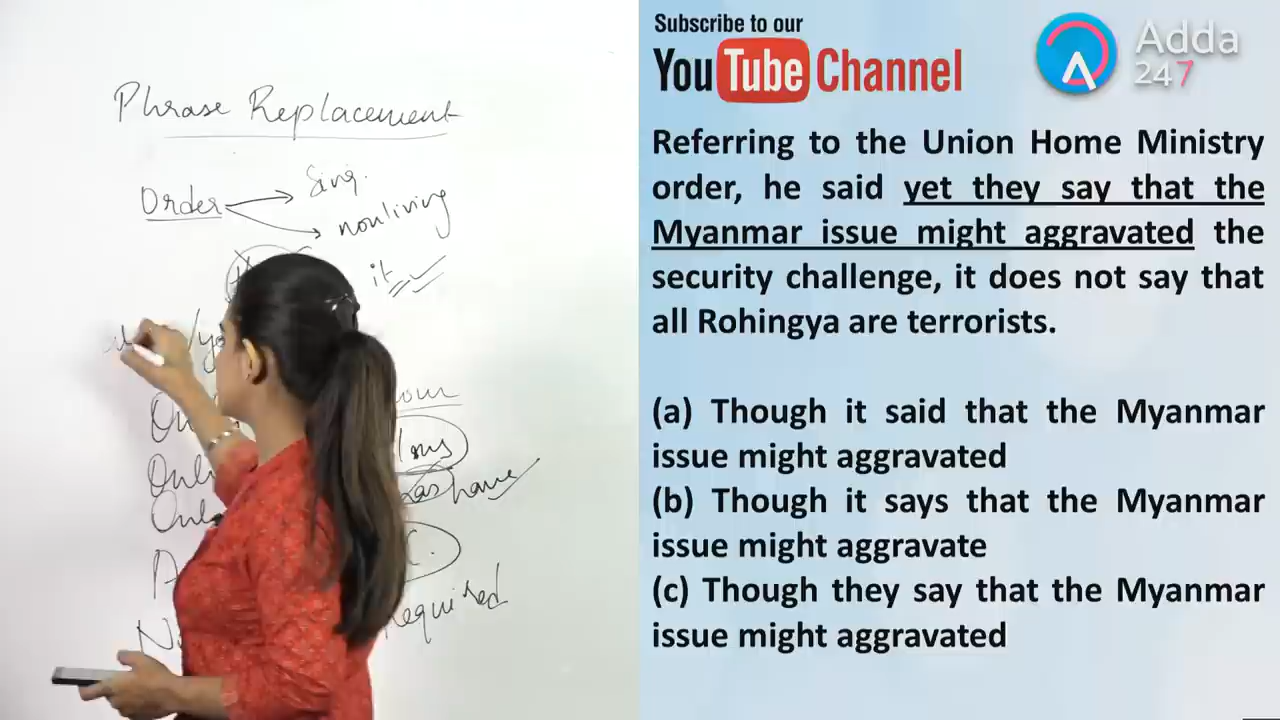 Phrase Replacement
Order
Sing.
nonliving
it
Required
Subscribe to our
YouTube Channel
Adda
247
Referring to the Union Home Ministry
order, he said yet they say that the
Myanmar issue might aggravated the
security challenge, it does not say that
all Rohingya are terrorists.
(a) Though it said that the Myanmar
issue might aggravated
(b) Though it says that the Myanmar
issue might aggravate
(c) Though they say that the Myanmar
issue might aggravated